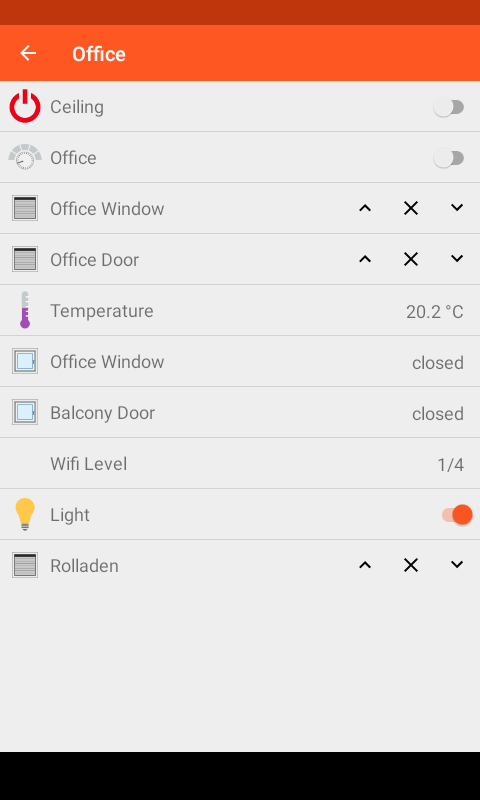 Office
Ceiling
Office
Office Window
Office Door
Temperature 20.2 °C
Office Window closed
Balcony Door closed
Wifi Level 1/4
Light
Rolladen